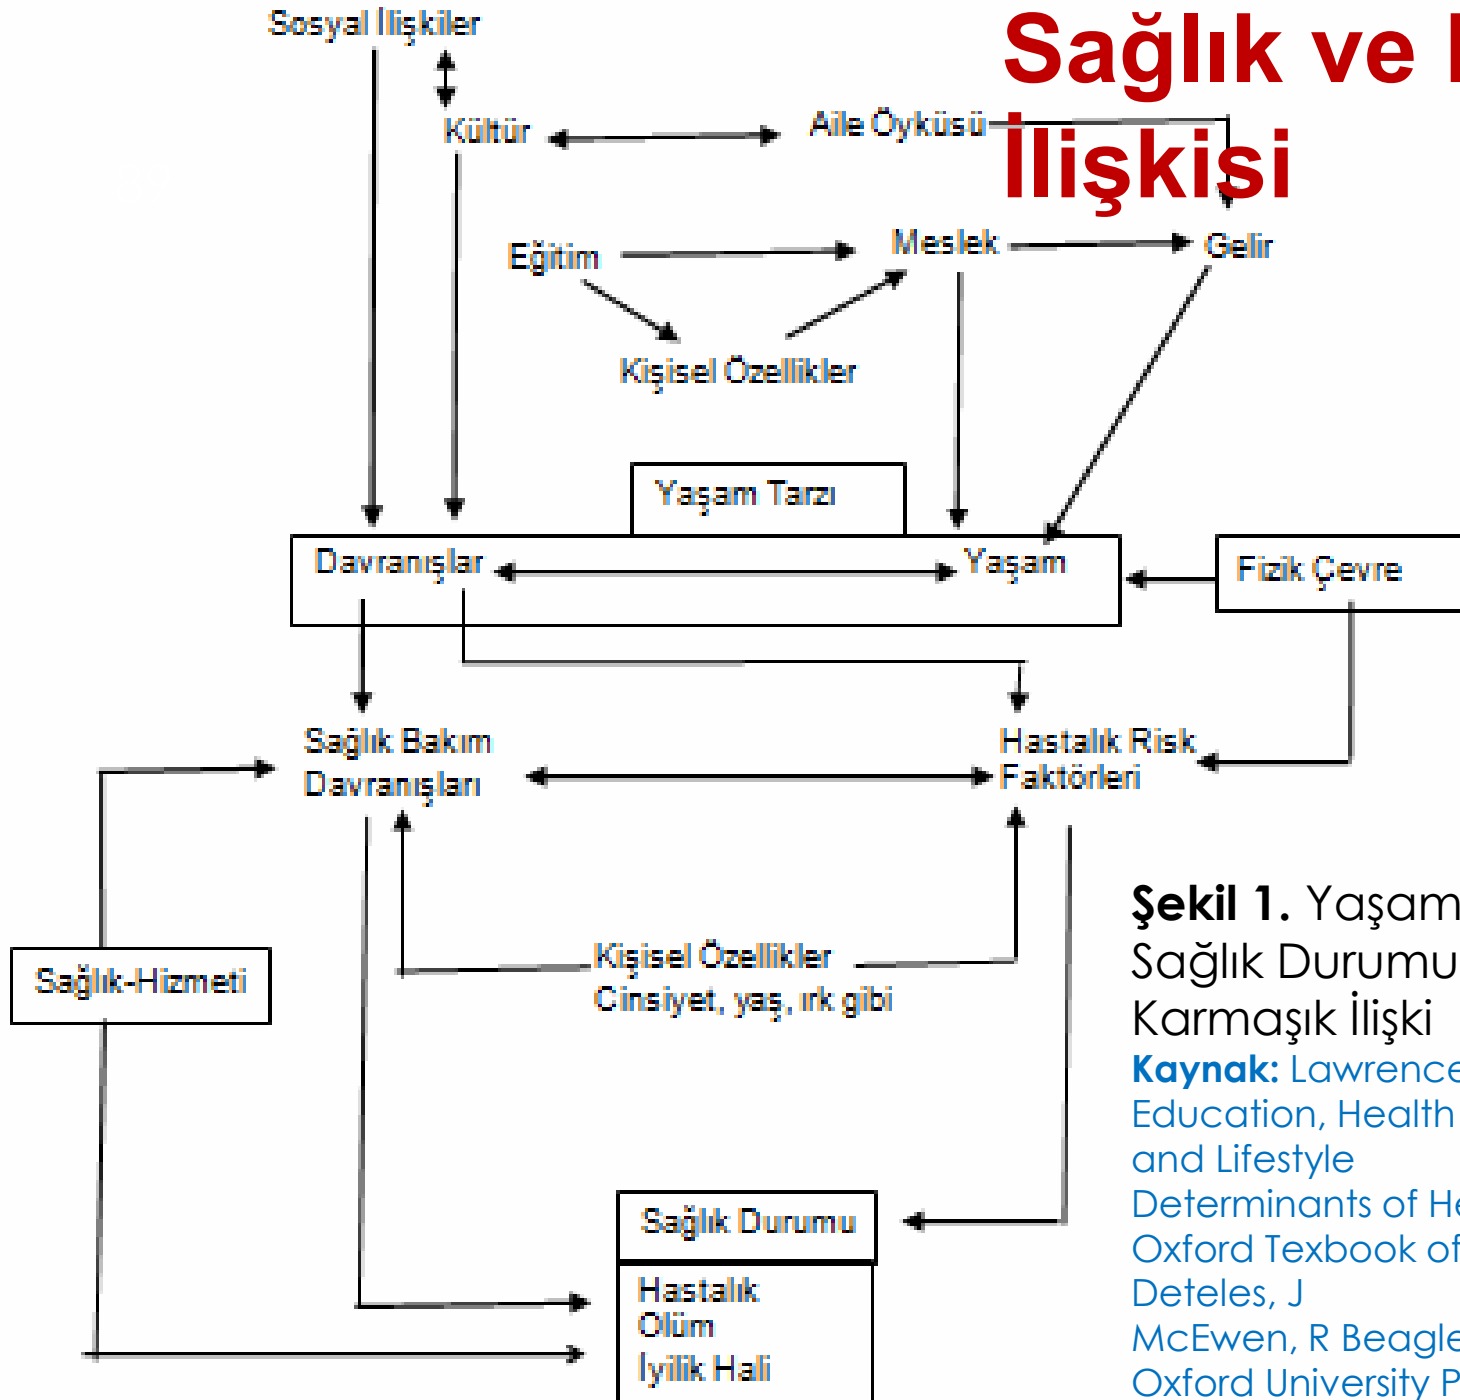 Sağlık ve
İlişkisi
Sosyal İlişkiler
Kültür
Aile Öyküsü
Eğitim
Meslek
Gelir
Kişisel Özellikler
Yaşam Tarzı
Davranışlar
Yaşam
Fizik Çevre
Sağlık Bakım
Davranışları
Hastalık Risk
Faktörleri
Sağlık-Hizmeti
Kişisel Özellikler
Cinsiyet, yaş, ırk gibi
Sağlık Durumu
Hastalık
Ölüm
İyilik Hali
Şekil 1. Yaşam
Sağlık Durumu
Karmaşık İlişki
Kaynak: Lawrence
Education, Health
and Lifestyle
Determinants of
Oxford Texbook of
Deteles, J
McEwen, R Beagle
Oxford University